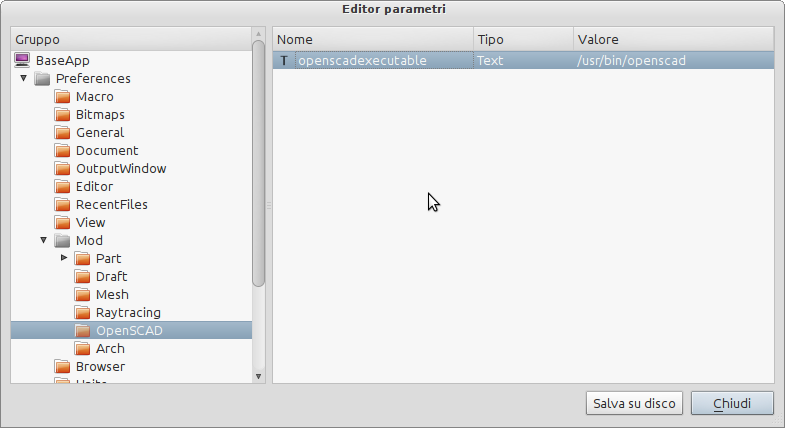 Editor parametri
Gruppo
BaseApp
Preferences
Macro
Bitmaps
General
Document
OutputWindow
Editor
RecentFiles
View
Mod
Part
Draft
Mesh
Raytracing
OpenSCAD
Arch
Browser
Nome Tipo Valore
T openscadexecutable Text /usr/bin/openscad
Salva su disco Chiudi